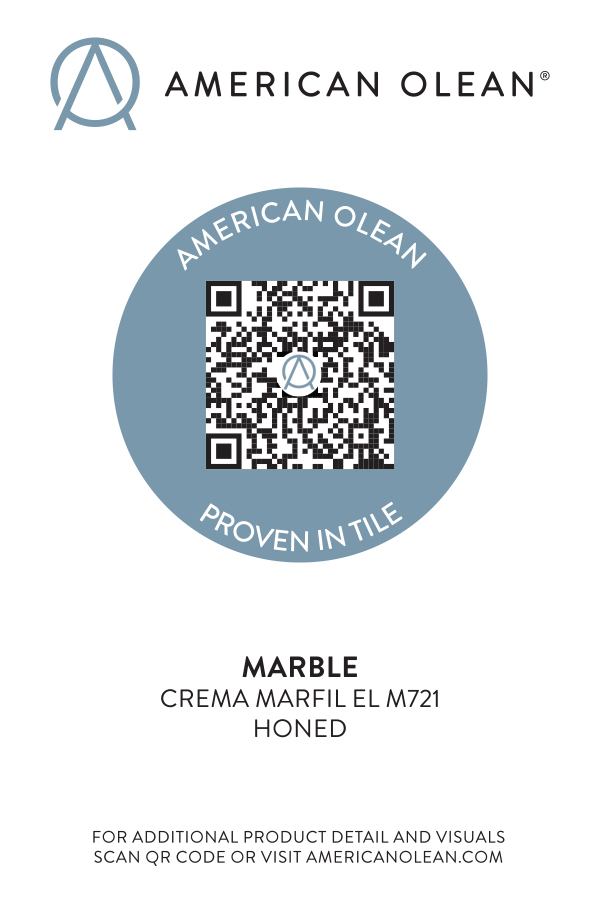 AMERICAN OLEAN®
AMERICAN OLEAN
PROVEN IN TILE
MARBLE
CREMA MARFIL EL M721
HONED
FOR ADDITIONAL PRODUCT DETAIL AND VISUALS
SCAN QR CODE OR VISIT AMERICANOLEAN.COM